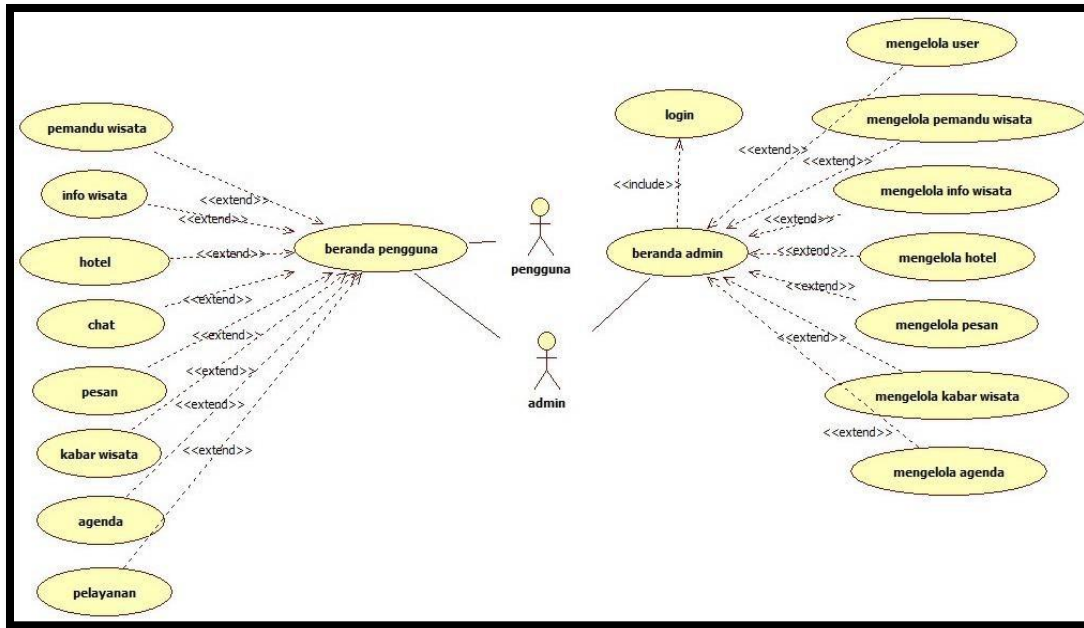 pemandu wisata
info wisata
hotel
chat
pesan
kabar wisata
agenda
pelayanan
<<extend>>
<<extend>>
<<extend>>
<<extend>>
<<extend>>
<<extend>>
<<extend>>
<<extend>>
beranda pengguna
pengguna
admin
login
<<include>>
beranda admin
<<extend>>
<<extend>>
<<extend>>
<<extend>>
<<extend>>
<<extend>>
<<extend>>
mengelola user
mengelola pemandu wisata
mengelola info wisata
mengelola hotel
mengelola pesan
mengelola kabar wisata
mengelola agenda